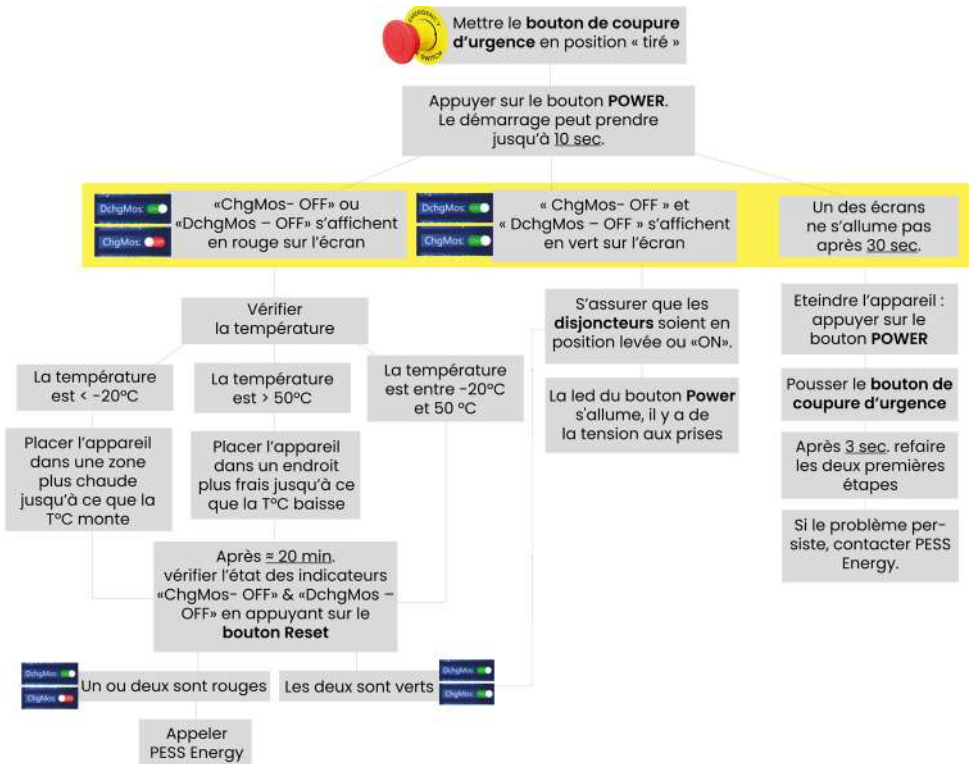 EMERGENCY
SWITCH
Mettre le bouton de coupure
d’urgence en position « tiré »
Appuyer sur le bouton POWER.
Le démarrage peut prendre
jusqu’à 10 sec.
DchgMos:
ChgMos:
«ChgMos- OFF» ou
«DchgMos – OFF» s’affichent
en rouge sur l’écran
DchgMos:
ChgMos:
« ChgMos- OFF » et
« DchgMos – OFF » s’affichent
en vert sur l’écran
Un des écrans
ne s’allume pas
après 30 sec.
Vérifier
la température
S’assurer que les
disjoncteurs soient en
position levée ou «ON».
Eteindre l’appareil :
appuyer sur le
bouton POWER
La température
est < -20°C
La température
est > 50°C
La température
est entre -20°C
et 50 °C
La led du bouton Power
s'allume, il y a de
la tension aux prises
Pousser le bouton de
coupure d’urgence
Placer l’appareil
dans une zone
plus chaude
jusqu’à ce que la
T°C monte
Placer l’appareil
dans un endroit
plus frais jusqu’à ce
que la T°C baisse
Après 3 sec. refaire
les deux premières
étapes
Si le problème per-
siste, contacter PESS
Energy.
Après ≈ 20 min.
vérifier l’état des indicateurs
«ChgMos- OFF» & «DchgMos –
OFF» en appuyant sur le
bouton Reset
DchgMos:
ChgMos:
Un ou deux sont rouges
Les deux sont verts
DchgMos:
ChgMos:
Appeler
PESS Energy